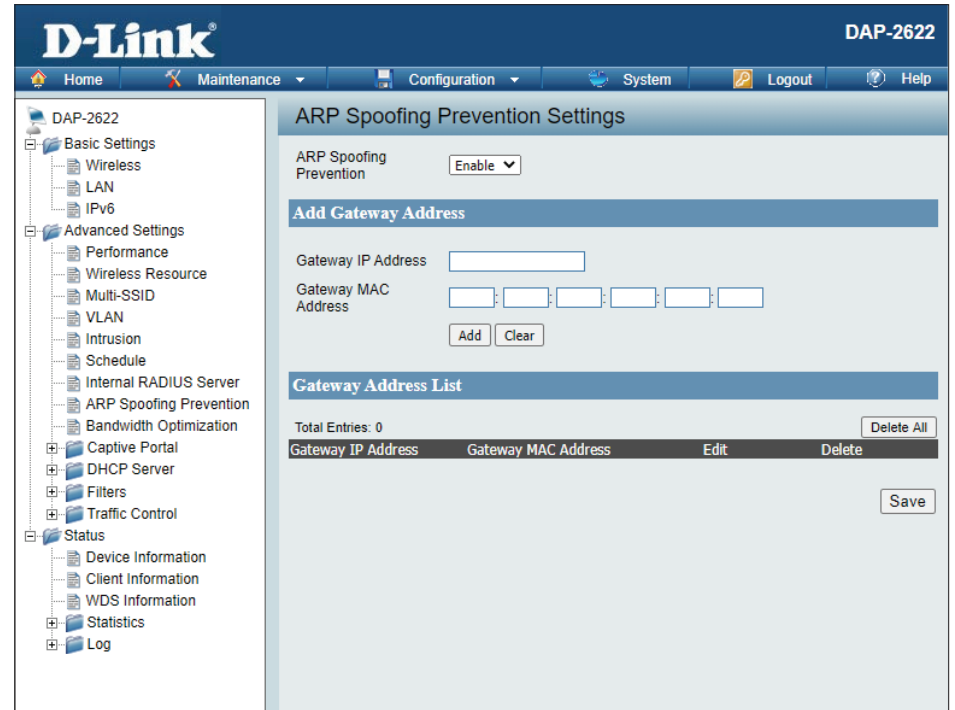 D-Link®
DAP-2622
Home Maintenance Configuration System Logout Help
DAP-2622
Basic Settings
Wireless
LAN
IPv6
Advanced Settings
Performance
Wireless Resource
Multi-SSID
VLAN
Intrusion
Schedule
Internal RADIUS Server
ARP Spoofing Prevention
Bandwidth Optimization
Captive Portal
DHCP Server
Filters
Traffic Control
Status
Device Information
Client Information
WDS Information
Statistics
Log
ARP Spoofing Prevention Settings
ARP Spoofing
Prevention
Enable
Add Gateway Address
Gateway IP Address
Gateway MAC
Address
: : : : :
Add Clear
Gateway Address List
Total Entries: 0 Delete All
Gateway IP Address Gateway MAC Address Edit Delete
Save